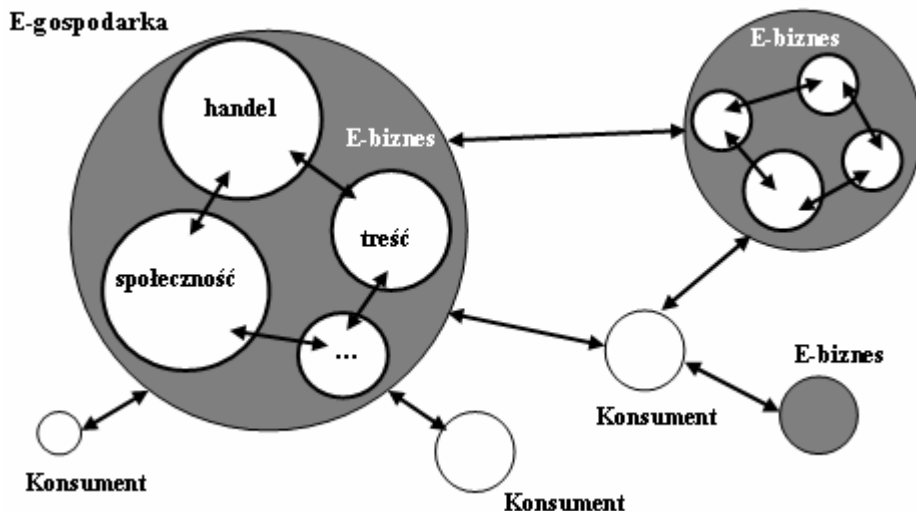 E-gospodarka
E-biznes
handel
E-biznes
treść
społeczność
...
E-biznes
Konsument
Konsument
Konsument